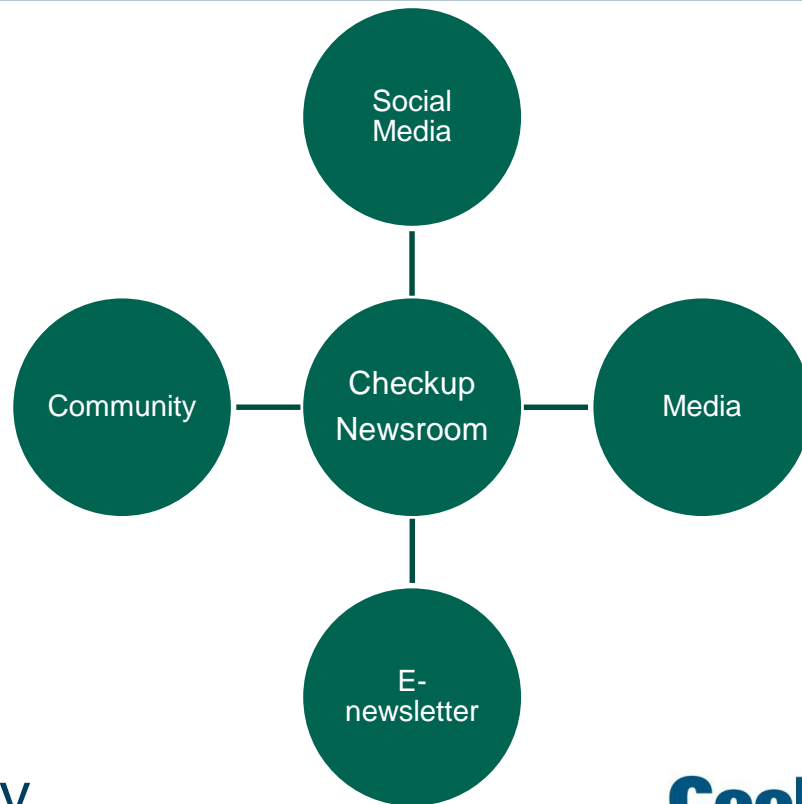 Social
Media
Community
Checkup
Newsroom
Media
E-
newsletter